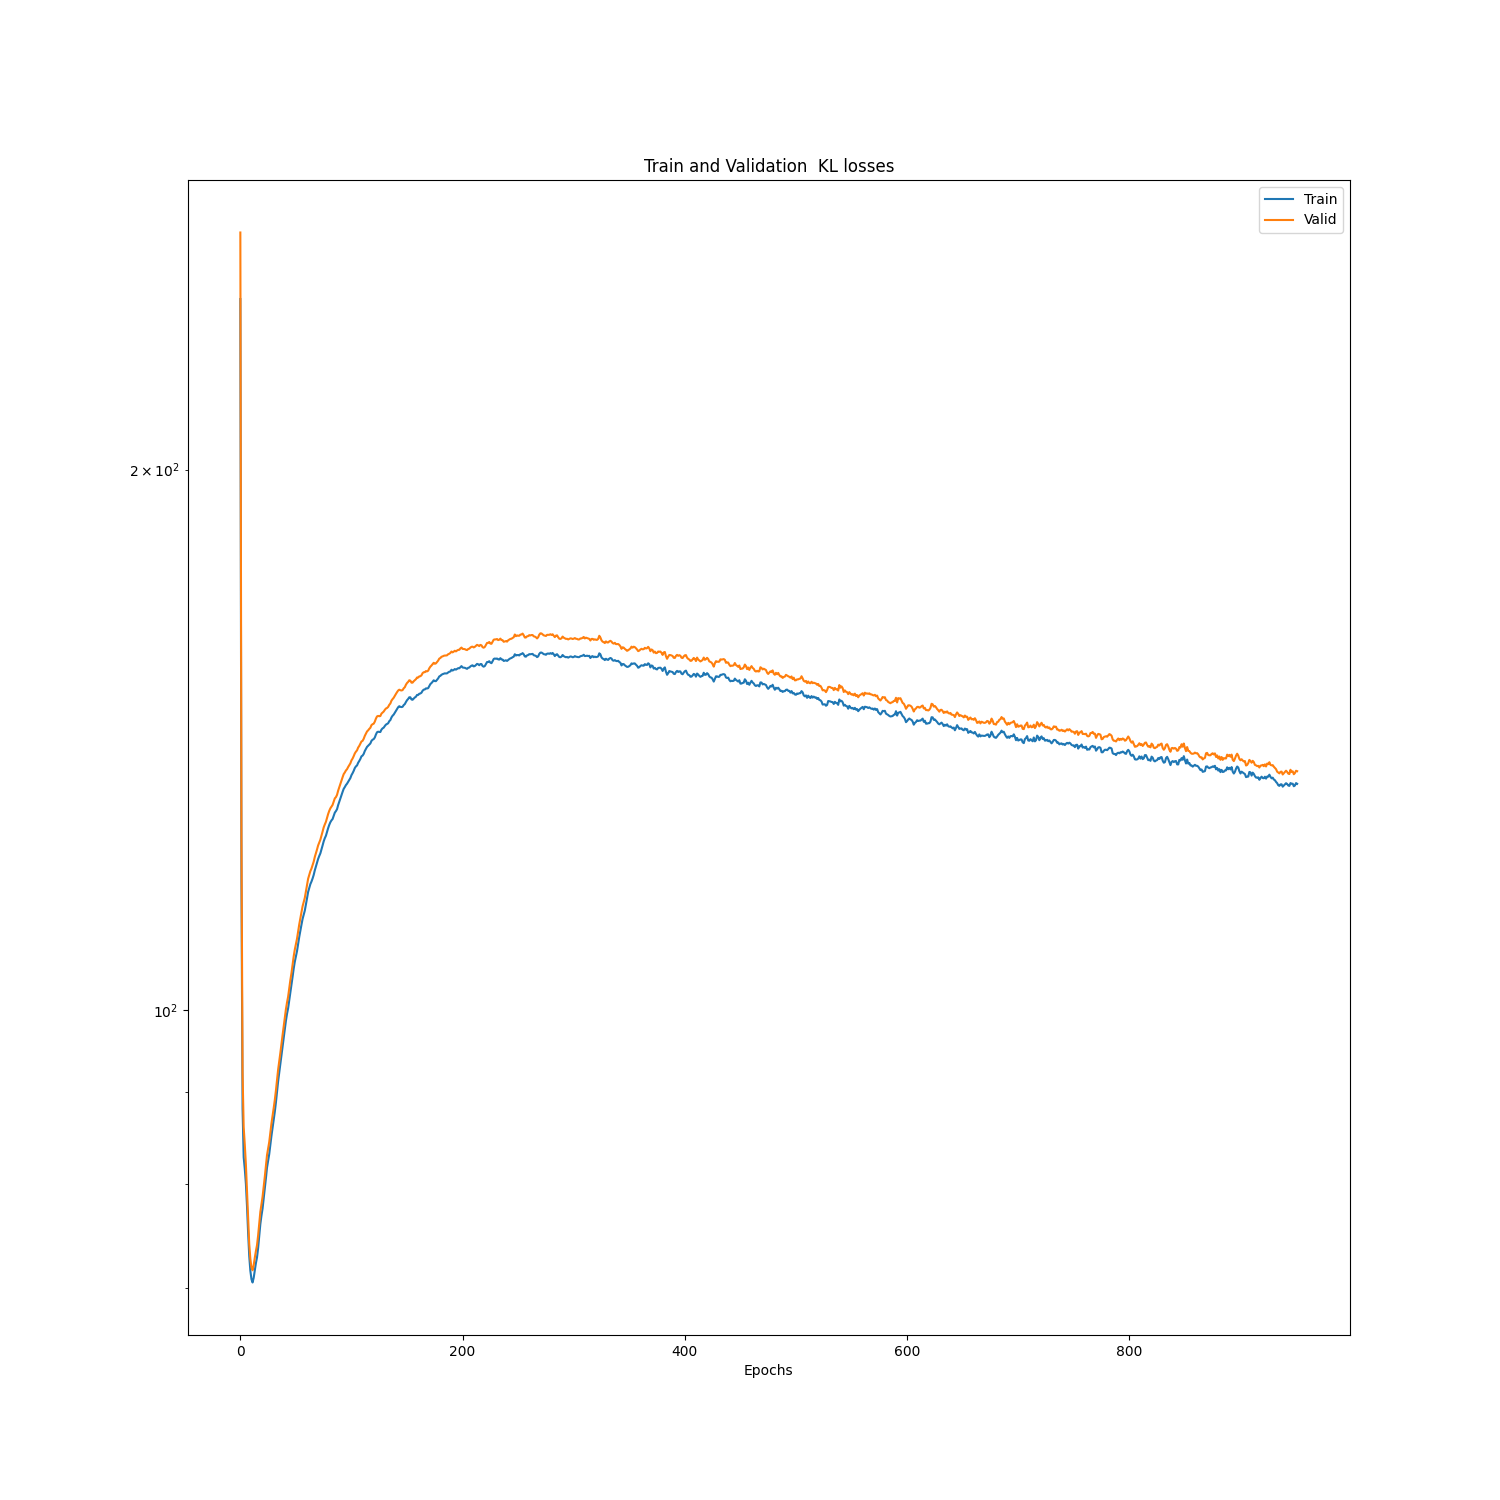 Train and Validation  KL losses
Train
Valid
2 × 10²
10²
0 200 400 600 800
Epochs